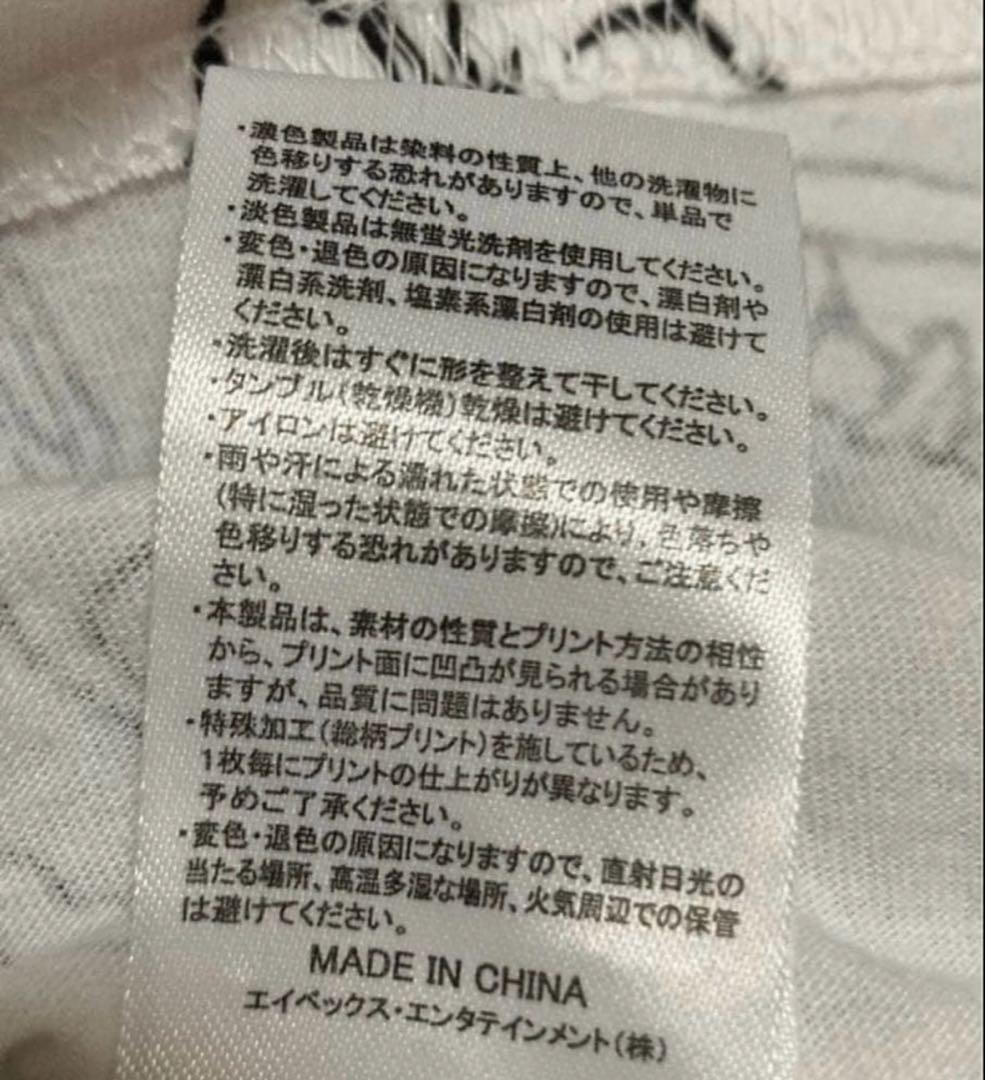 ・濃色製品は染料の性質上、他の洗濯物に
色移りする恐れがありますので、単品で
洗濯してください。
・淡色製品は無蛍光洗剤を使用してください。
・変色・退色の原因になりますので、漂白剤や
漂白系洗剤、塩素系漂白剤の使用は避けて
ください。
・洗濯後はすぐに形を整えて干してください。
・タンブル(乾燥機)乾燥は避けてください。
・アイロンは避けてください。
・雨や汗による濡れた状態での使用や摩擦
(特に湿った状態での摩擦)により、色落ちや
色移りする恐れがありますので、ご注意くだ
さい。
・本製品は、素材の性質とプリント方法の相性
から、プリント面に凹凸が見られる場合があり
ますが、品質に問題はありません。
・特殊加工(総柄プリント)を施しているため、
1枚毎にプリントの仕上がりが異なります。
予めご了承ください。
・変色・退色の原因になりますので、直射日光の
当たる場所、高温多湿な場所、火気周辺での保管
は避けてください。
MADE IN CHINA
エイベックス・エンタテインメント(株)